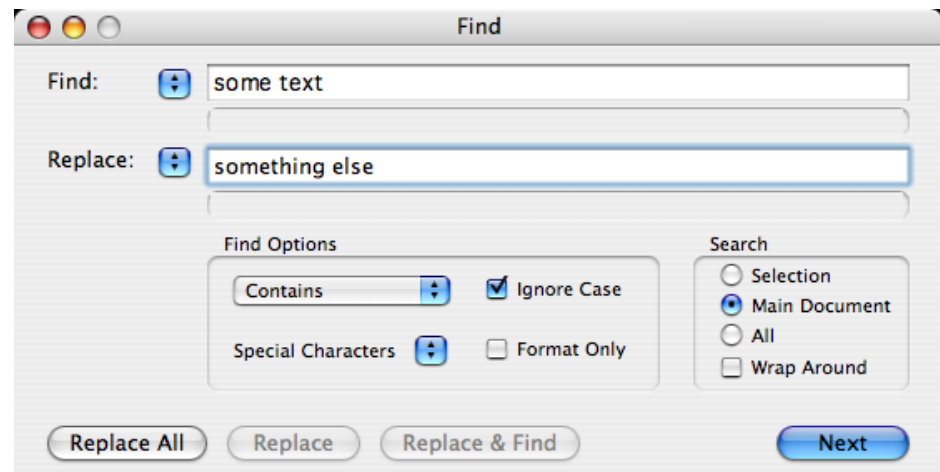 Find
Find:
some text
Replace:
something else
Find Options
Contains
Ignore Case
Special Characters
Format Only
Search
Selection
Main Document
All
Wrap Around
Replace All
Replace
Replace & Find
Next